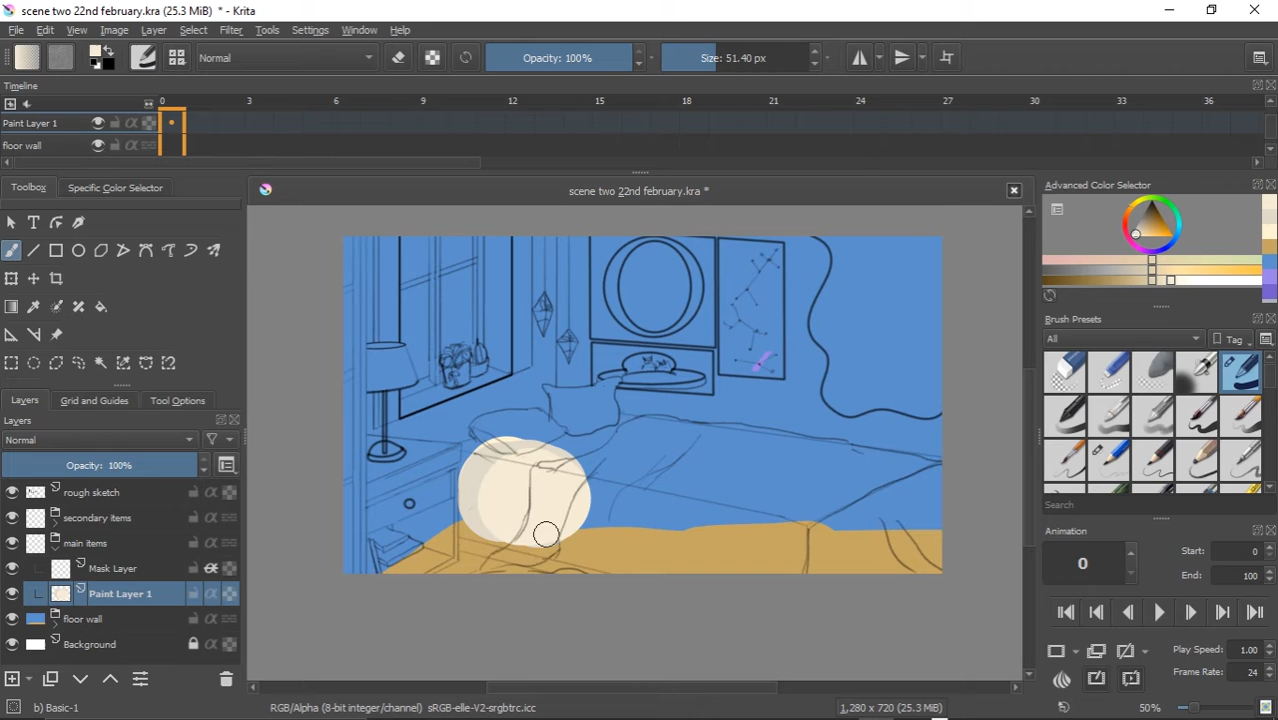 scene two 22nd february.kra (25.3 MiB) * - Krita
File Edit View Image Layer Select Filter Tools Settings Window Help
Normal Opacity: 100% Size: 51.40 px
Timeline
0 3 6 9 12 15 18 21 24 27 30 33 36
Paint Layer 1
floor wall
Toolbox Specific Color Selector
scene two 22nd february.kra *
Advanced Color Selector
Brush Presets
All Tag
Search
Layers Grid and Guides Tool Options
Layers
Normal
Opacity: 100%
rough sketch
secondary items
main items
Mask Layer
Paint Layer 1
floor wall
Background
Animation
0 Start: 0
End: 100
Play Speed: 1.00
Frame Rate: 24
b) Basic-1 RGB/Alpha (8-bit integer/channel) sRGB-elle-V2-srgbtrc.icc 1,280 x 720 (25.3 MiB) 50%